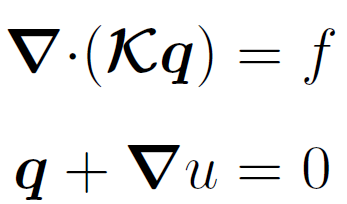 ∇·(𝒦q) = f
q + ∇u = 0